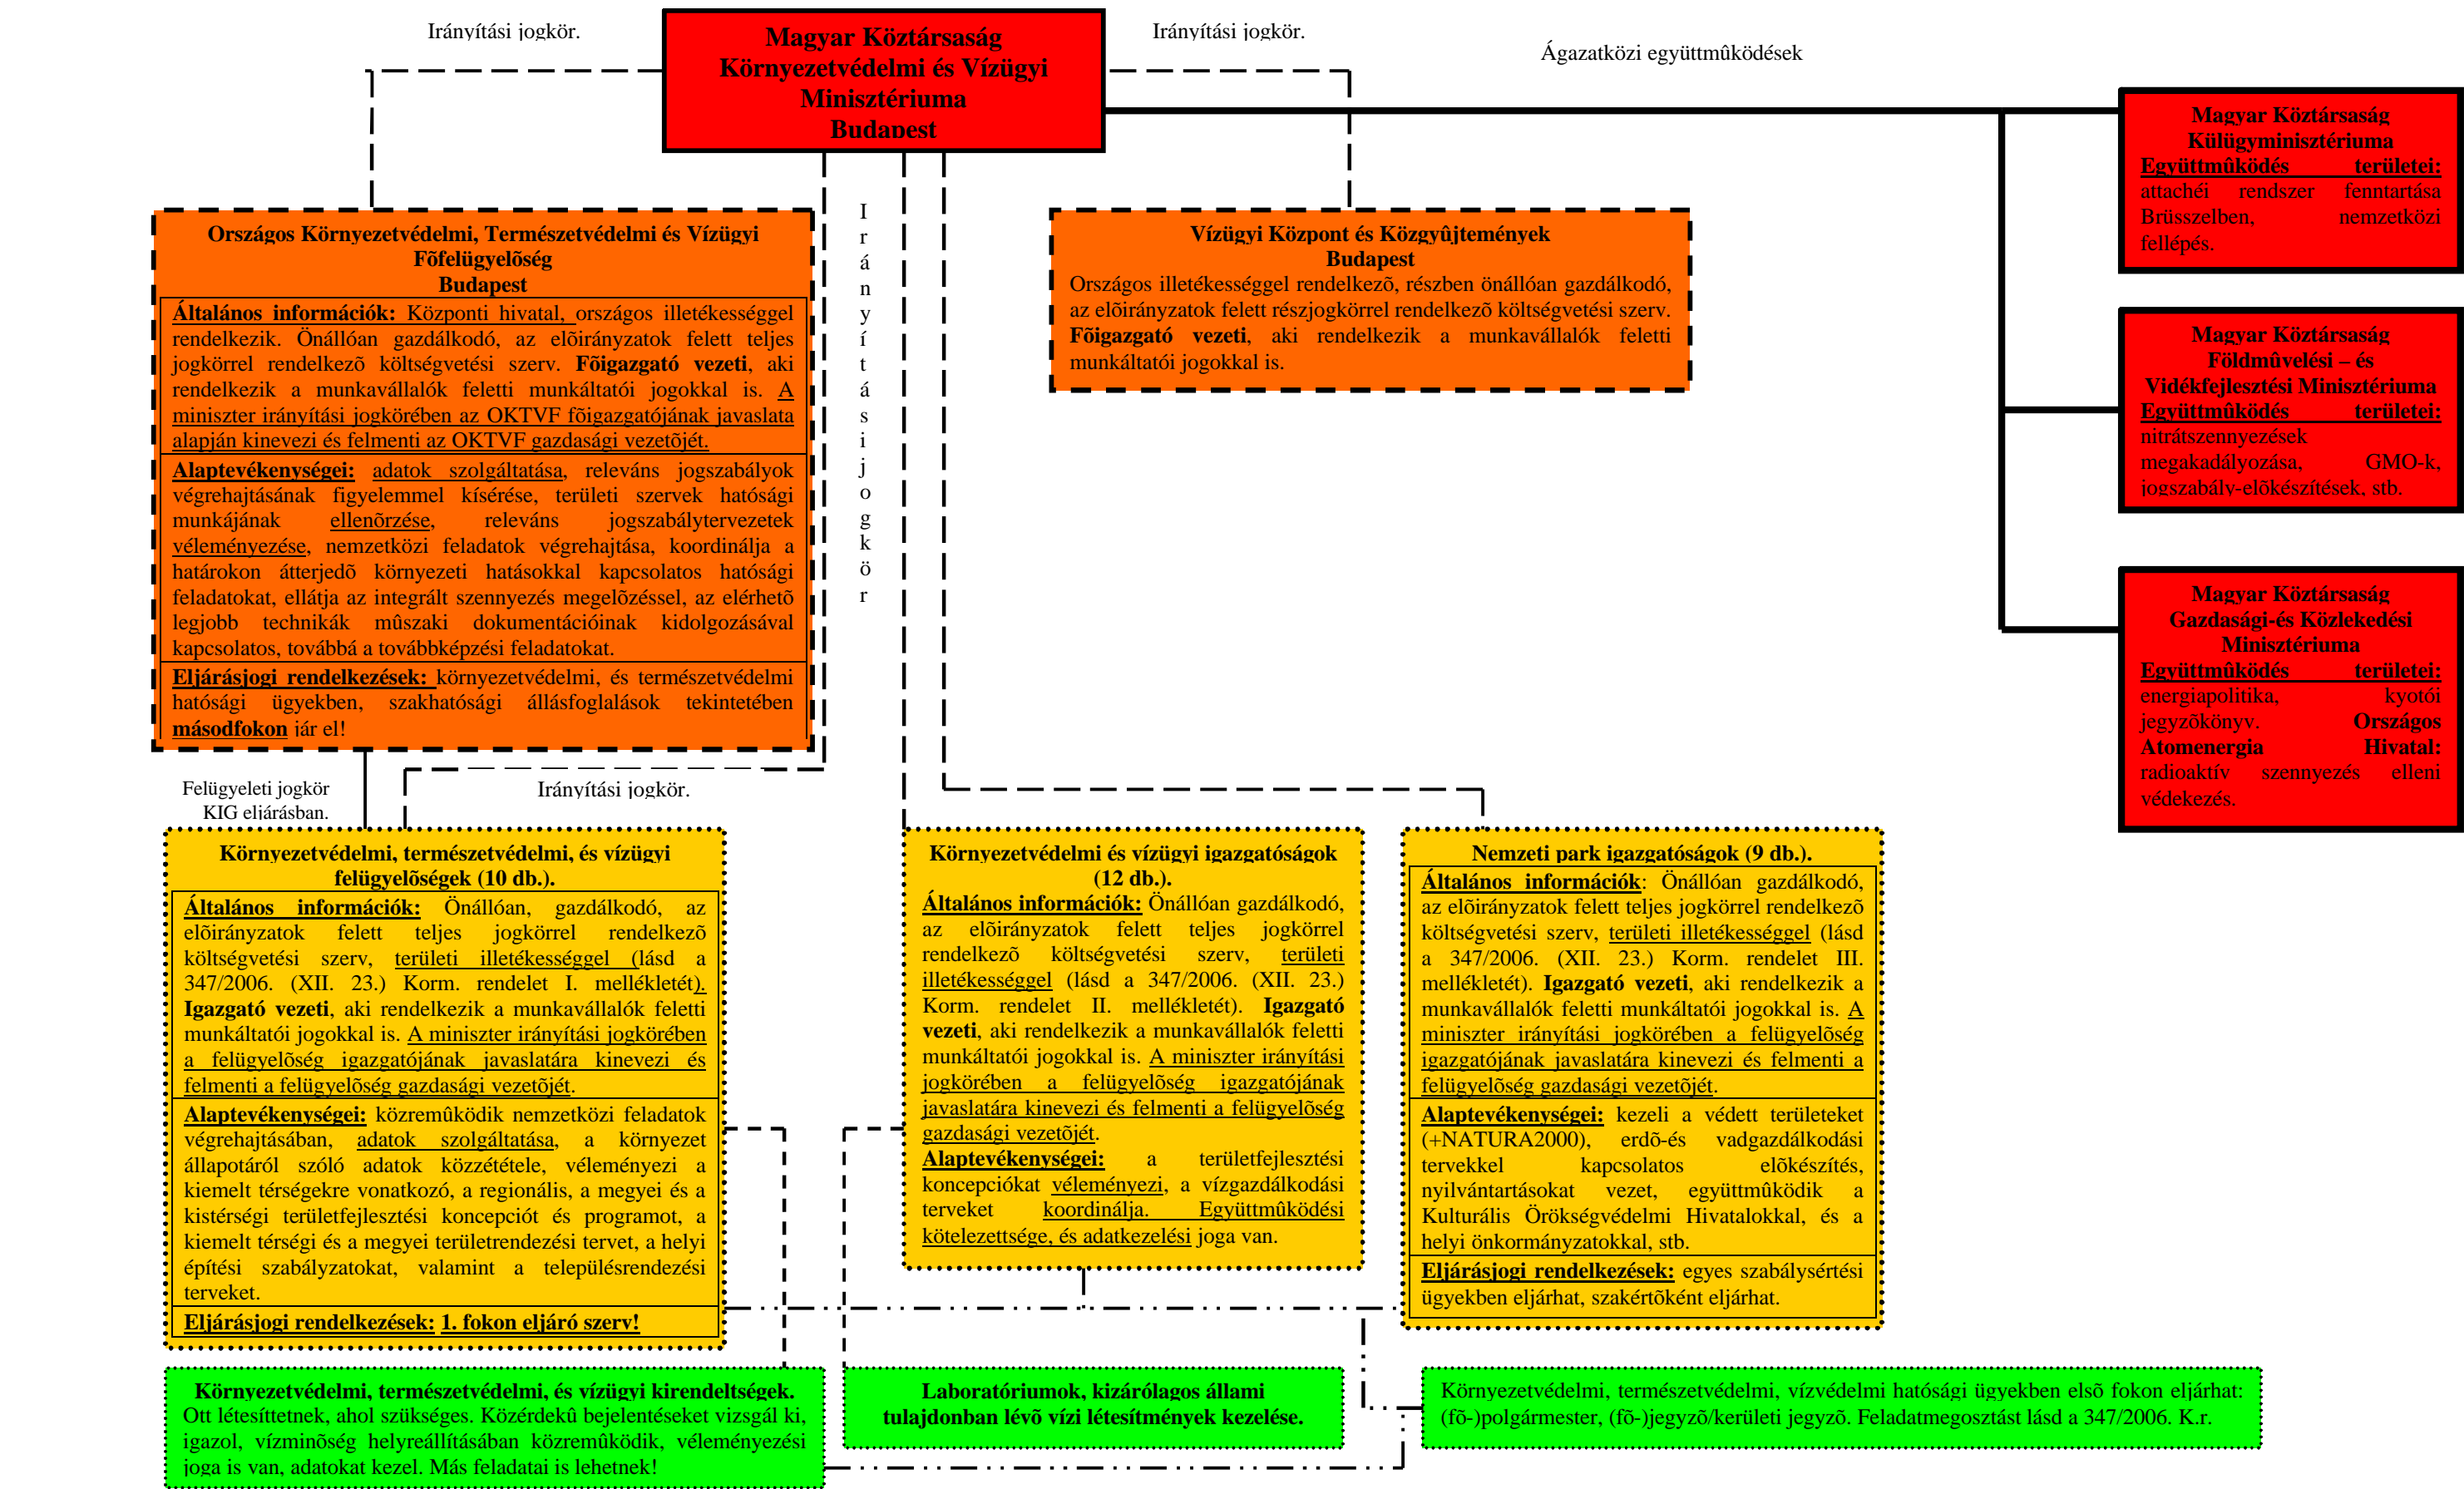 Irányítási jogkör.
Magyar Köztársaság
Környezetvédelmi és Vízügyi
Minisztériuma
Budapest
Irányítási jogkör.
Ágazatközi együttmûködések
Magyar Köztársaság
Külügyminisztériuma
Együttmûködés területei:
attachéi rendszer fenntartása
Brüsszelben, nemzetközi
fellépés.
Magyar Köztársaság
Földmûvelési – és
Vidékfejlesztési Minisztériuma
Együttmûködés területei:
nitrátszennyezések
megakadályozása, GMO-k,
jogszabály-elõkészítések, stb.
Magyar Köztársaság
Gazdasági-és Közlekedési
Minisztériuma
Együttmûködés területei:
energiapolitika, kyotói
jegyzõkönyv. Országos
Atomenergia Hivatal:
radioaktív szennyezés elleni
védekezés.
Országos Környezetvédelmi, Természetvédelmi és Vízügyi
Fõfelügyelõség
Budapest
Általános információk: Központi hivatal, országos illetékességgel
rendelkezik. Önállóan gazdálkodó, az elõirányzatok felett teljes
jogkörrel rendelkezõ költségvetési szerv. Fõigazgató vezeti, aki
rendelkezik a munkavállalók feletti munkáltatói jogokkal is. A
miniszter irányítási jogkörében az OKTVF fõigazgatójának javaslata
alapján kinevezi és felmenti az OKTVF gazdasági vezetõjét.
Alaptevékenységei: adatok szolgáltatása, releváns jogszabályok
végrehajtásának figyelemmel kísérése, területi szervek hatósági
munkájának ellenõrzése, releváns jogszabálytervezetek
véleményezése, nemzetközi feladatok végrehajtása, koordinálja a
határokon átterjedõ környezeti hatásokkal kapcsolatos hatósági
feladatokat, ellátja az integrált szennyezés megelõzéssel, az elérhetõ
legjobb technikák mûszaki dokumentációinak kidolgozásával
kapcsolatos, továbbá a továbbképzési feladatokat.
Eljárásjogi rendelkezések: környezetvédelmi, és természetvédelmi
hatósági ügyekben, szakhatósági állásfoglalások tekintetében
másodfokon jár el!
I
r
á
n
y
í
t
á
s
i
j
o
g
k
ö
r
Vízügyi Központ és Közgyûjtemények
Budapest
Országos illetékességgel rendelkezõ, részben önállóan gazdálkodó,
az elõirányzatok felett részjogkörrel rendelkezõ költségvetési szerv.
Fõigazgató vezeti, aki rendelkezik a munkavállalók feletti
munkáltatói jogokkal is.
Felügyeleti jogkör
KIG eljárásban.
Irányítási jogkör.
Környezetvédelmi, természetvédelmi, és vízügyi
felügyelõségek (10 db.).
Általános információk: Önállóan, gazdálkodó, az
elõirányzatok felett teljes jogkörrel rendelkezõ
költségvetési szerv, területi illetékességgel (lásd a
347/2006. (XII. 23.) Korm. rendelet I. mellékletét).
Igazgató vezeti, aki rendelkezik a munkavállalók feletti
munkáltatói jogokkal is. A miniszter irányítási jogkörében
a felügyelõség igazgatójának javaslatára kinevezi és
felmenti a felügyelõség gazdasági vezetõjét.
Alaptevékenységei: közremûködik nemzetközi feladatok
végrehajtásában, adatok szolgáltatása, a környezet
állapotáról szóló adatok közzététele, véleményezi a
kiemelt térségekre vonatkozó, a regionális, a megyei és a
kistérségi területfejlesztési koncepciót és programot, a
kiemelt térségi és a megyei területrendezési tervet, a helyi
építési szabályzatokat, valamint a településrendezési
terveket.
Eljárásjogi rendelkezések: 1. fokon eljáró szerv!
Környezetvédelmi és vízügyi igazgatóságok
(12 db.).
Általános információk: Önállóan gazdálkodó,
az elõirányzatok felett teljes jogkörrel
rendelkezõ költségvetési szerv, területi
illetékességgel (lásd a 347/2006. (XII. 23.)
Korm. rendelet II. mellékletét). Igazgató
vezeti, aki rendelkezik a munkavállalók feletti
munkáltatói jogokkal is. A miniszter irányítási
jogkörében a felügyelõség igazgatójának
javaslatára kinevezi és felmenti a felügyelõség
gazdasági vezetõjét.
Alaptevékenységei: a területfejlesztési
koncepciókat véleményezi, a vízgazdálkodási
terveket koordinálja. Együttmûködési
kötelezettsége, és adatkezelési joga van.
Nemzeti park igazgatóságok (9 db.).
Általános információk: Önállóan gazdálkodó,
az elõirányzatok felett teljes jogkörrel rendelkezõ
költségvetési szerv, területi illetékességgel (lásd
a 347/2006. (XII. 23.) Korm. rendelet III.
mellékletét). Igazgató vezeti, aki rendelkezik a
munkavállalók feletti munkáltatói jogokkal is. A
miniszter irányítási jogkörében a felügyelõség
igazgatójának javaslatára kinevezi és felmenti a
felügyelõség gazdasági vezetõjét.
Alaptevékenységei: kezeli a védett területeket
(+NATURA2000), erdõ-és vadgazdálkodási
tervekkel kapcsolatos elõkészítés,
nyilvántartásokat vezet, együttmûködik a
Kulturális Örökségvédelmi Hivatalokkal, és a
helyi önkormányzatokkal, stb.
Eljárásjogi rendelkezések: egyes szabálysértési
ügyekben eljárhat, szakértõként eljárhat.
Környezetvédelmi, természetvédelmi, és vízügyi kirendeltségek.
Ott létesíttetnek, ahol szükséges. Közérdekû bejelentéseket vizsgál ki,
igazol, vízminõség helyreállításában közremûködik, véleményezési
joga is van, adatokat kezel. Más feladatai is lehetnek!
Laboratóriumok, kizárólagos állami
tulajdonban lévõ vízi létesítmények kezelése.
Környezetvédelmi, természetvédelmi, vízvédelmi hatósági ügyekben elsõ fokon eljárhat:
(fõ-)polgármester, (fõ-)jegyzõ/kerületi jegyzõ. Feladatmegosztást lásd a 347/2006. K.r.